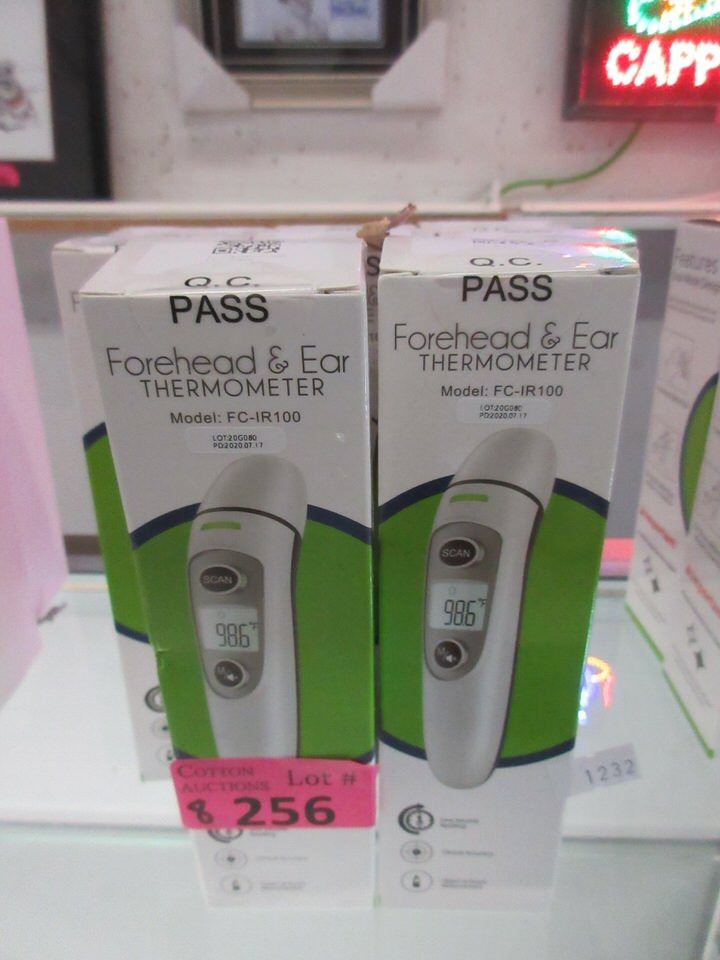 CAPP
Q.C.
PASS
Forehead & Ear
THERMOMETER
Model: FC-IR100
LOT:20G080
PD:2020.07.17
SCAN
98.6°F
M
COTTON
AUCTIONS
Lot #
8 256
Q.C.
PASS
Forehead & Ear
THERMOMETER
Model: FC-IR100
LOT:20G080
PD:2020.07.17
SCAN
98.6°F
M
1232
Features